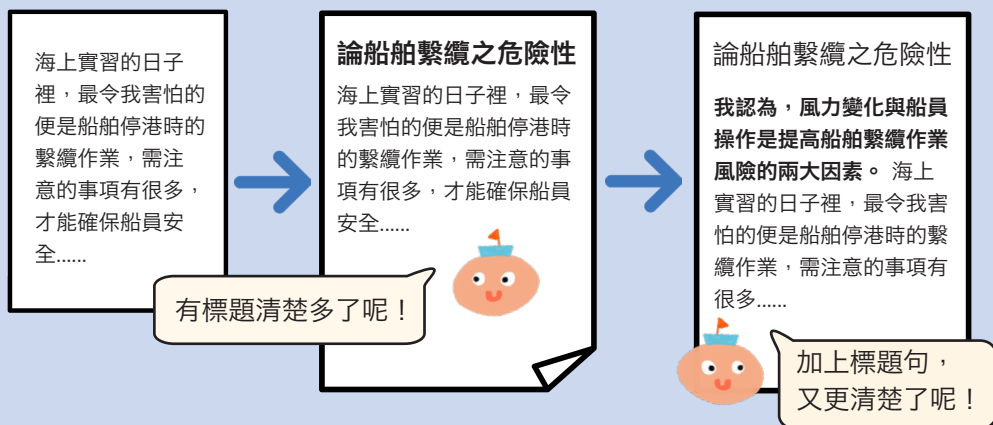 海上實習的日子
裡，最令我害怕的
便是船舶停港時的
繫纜作業，需注
意的事項有很多，
才能確保船員安
全......
論船舶繫纜之危險性
海上實習的日子裡，最令
我害怕的便是船舶停港時
的繫纜作業，需注意的事
項有很多，才能確保船員
安全......
有標題清楚多了呢！
論船舶繫纜之危險性
我認為，風力變化與船員
操作是提高船舶繫纜作業
風險的兩大因素。 海上
實習的日子裡，最令我害
怕的便是船舶停港時的繫
纜作業，需注意的事項有
很多......
加上標題句，
又更清楚了呢！